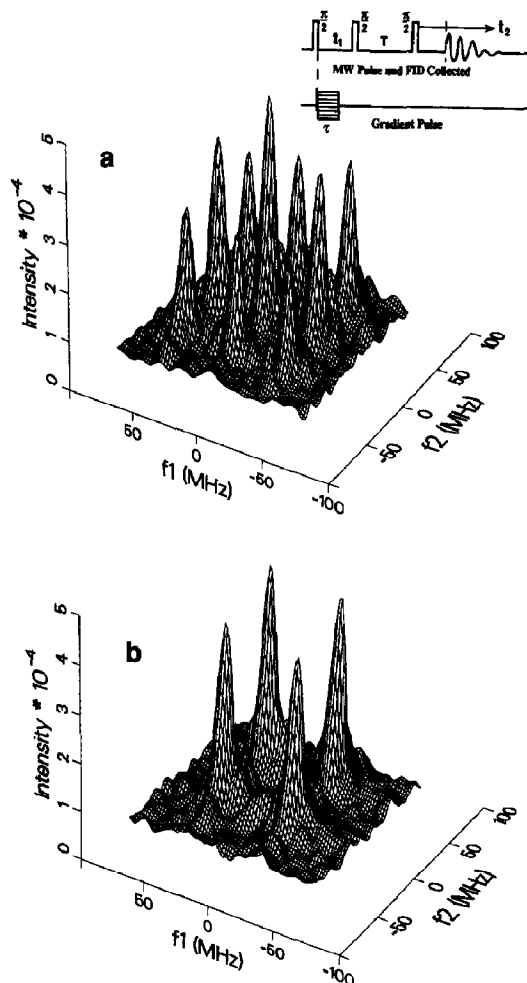 π/2 π/2 π/2
t₁ T t₂
MW Pulse and FID Collected
τ Gradient Pulse
a
Intensity * 10⁻⁴
0 1 2 3 4 5
50 0 -50 -100
f1 (MHz)
-50 0 50 100
f2 (MHz)
b
Intensity * 10⁻⁴
0 1 2 3 4 5
50 0 -50 -100
f1 (MHz)
-50 0 50 100
f2 (MHz)